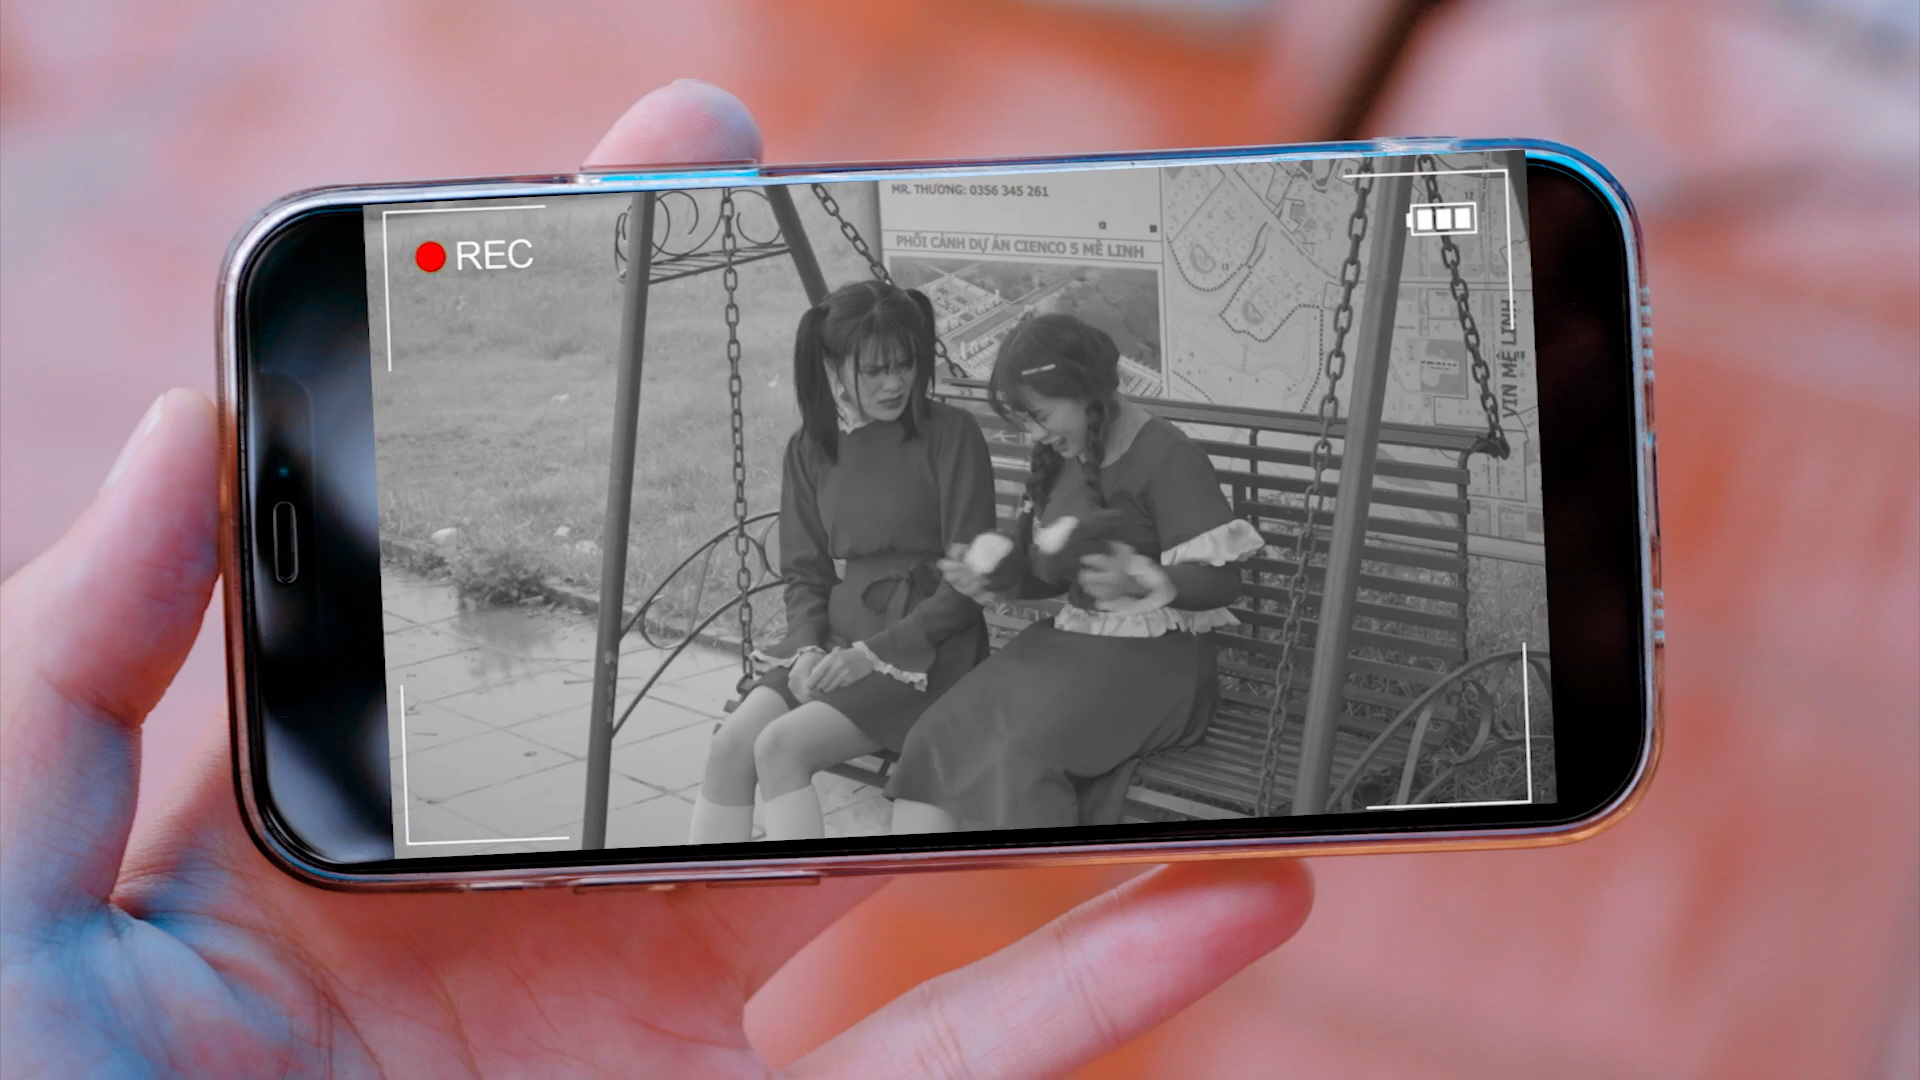 REC
MR. THƯƠNG: 0356 345 261
PHỐI CẢNH DỰ ÁN CIENCO 5 MÊ LINH
VIN MÊ LINH